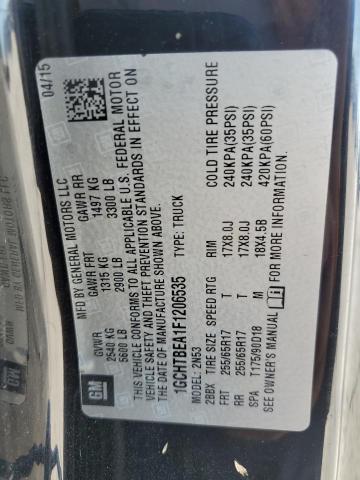 MFD BY GENERAL MOTORS LLC
04/15
GVWR GAWR FRT GAWR RR
2540 KG 1315 KG 1497 KG
5600 LB 2900 LB 3300 LB
THIS VEHICLE CONFORMS TO ALL APPLICABLE U.S. FEDERAL MOTOR
VEHICLE SAFETY AND THEFT PREVENTION STANDARDS IN EFFECT ON
THE DATE OF MANUFACTURE SHOWN ABOVE.
1GCHTBEA1F1206535 TYPE: TRUCK
MODEL: 2N53
2BBX TIRE SIZE SPEED RTG RIM COLD TIRE PRESSURE
FRT 255/65R17 T 17X8.0J 240KPA(35PSI)
RR 255/65R17 T 17X8.0J 240KPA(35PSI)
SPA T175/90D18 M 18X4.5B 420KPA(60PSI)
SEE OWNER'S MANUAL FOR ADDITIONAL INFORMATION.
GM